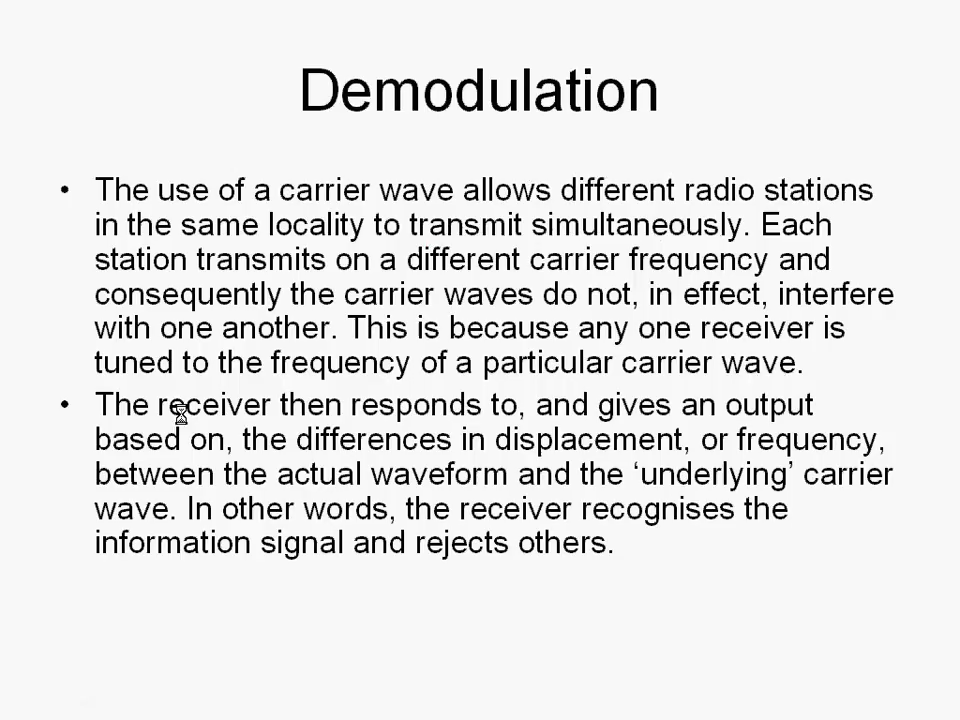 Demodulation
• The use of a carrier wave allows different radio stations
in the same locality to transmit simultaneously. Each
station transmits on a different carrier frequency and
consequently the carrier waves do not, in effect, interfere
with one another. This is because any one receiver is
tuned to the frequency of a particular carrier wave.
• The receiver then responds to, and gives an output
based on, the differences in displacement, or frequency,
between the actual waveform and the ‘underlying’ carrier
wave. In other words, the receiver recognises the
information signal and rejects others.